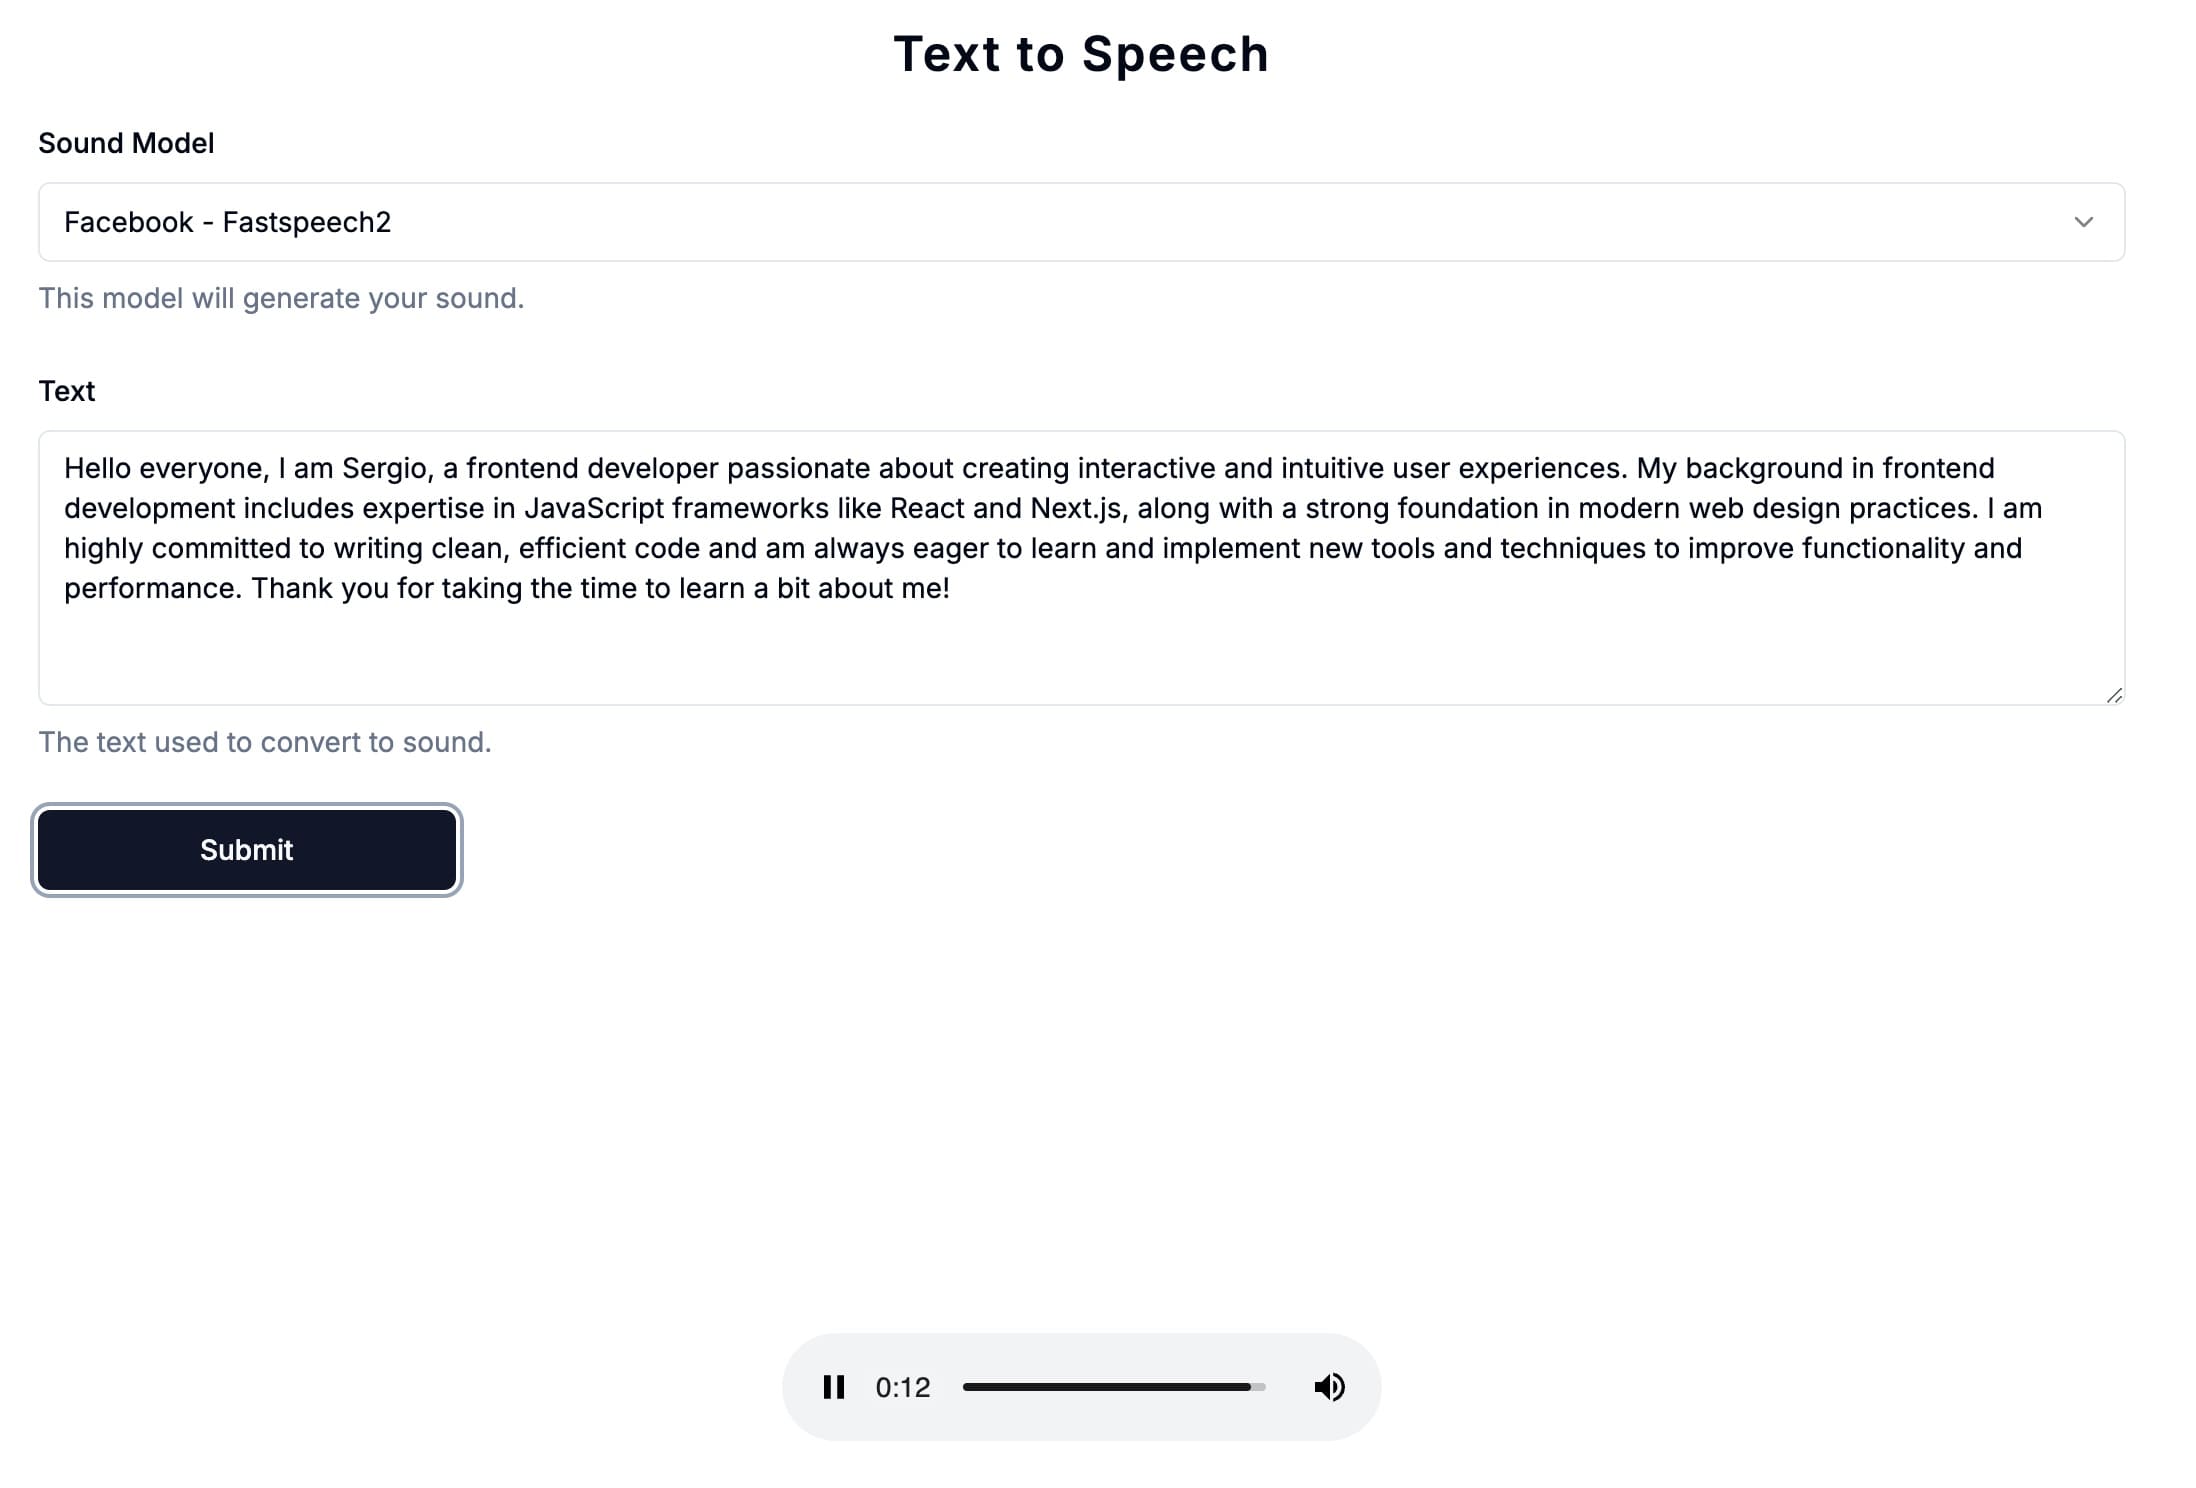 Text to Speech
Sound Model
Facebook - Fastspeech2
This model will generate your sound.
Text
Hello everyone, I am Sergio, a frontend developer passionate about creating interactive and intuitive user experiences. My background in frontend
development includes expertise in JavaScript frameworks like React and Next.js, along with a strong foundation in modern web design practices. I am
highly committed to writing clean, efficient code and am always eager to learn and implement new tools and techniques to improve functionality and
performance. Thank you for taking the time to learn a bit about me!
The text used to convert to sound.
Submit
0:12